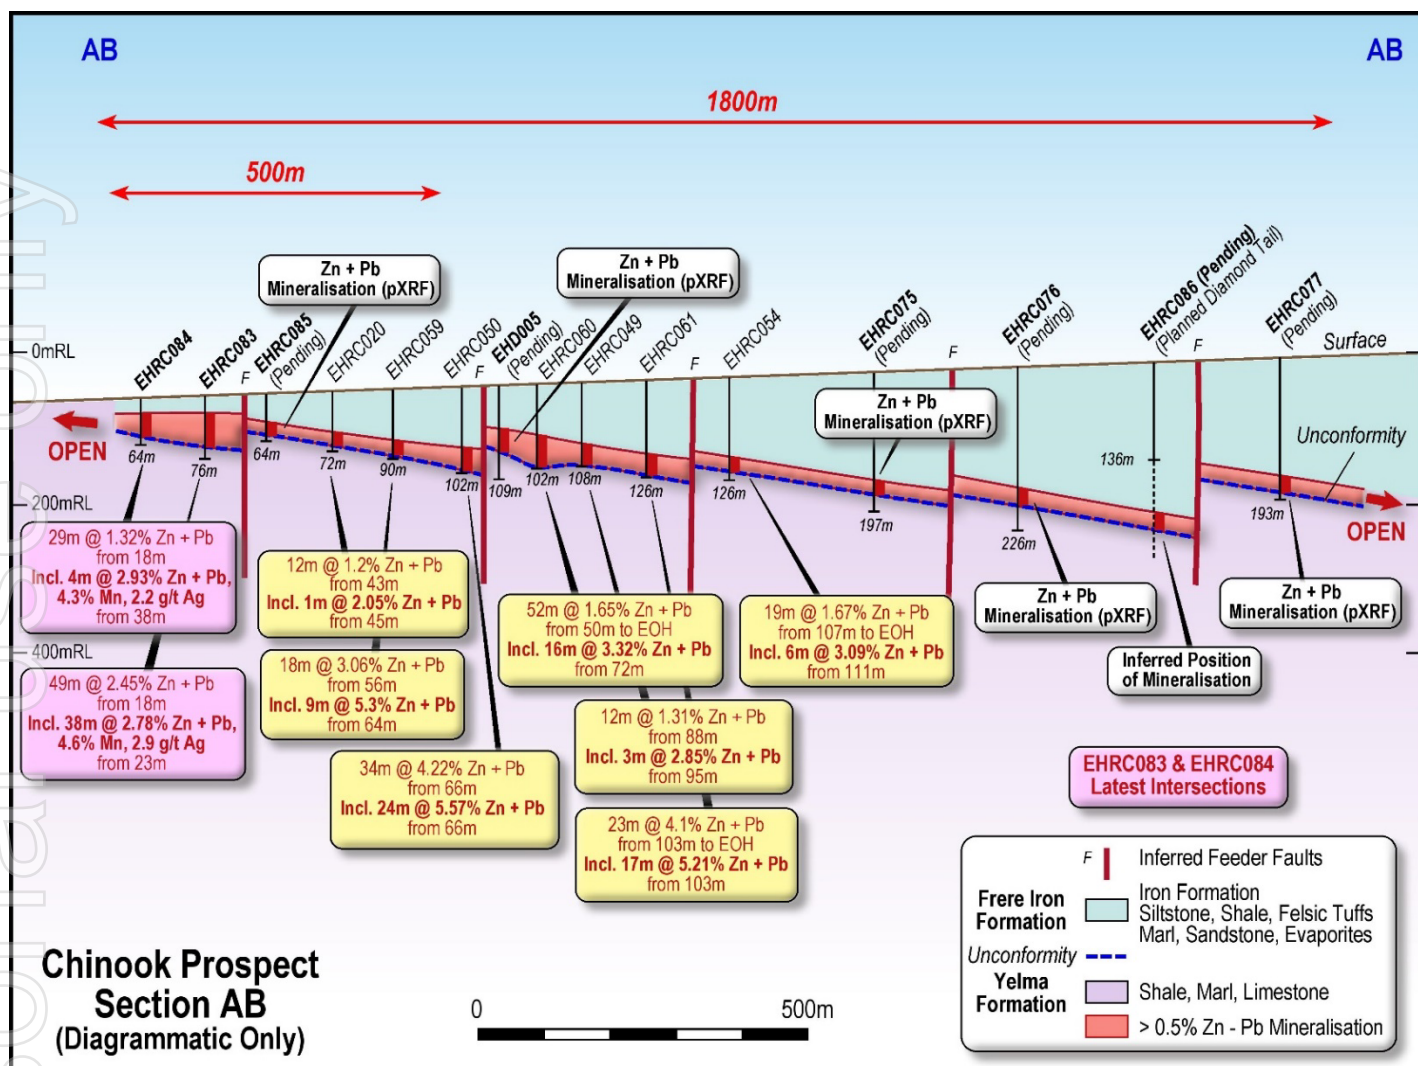 AB
AB
1800m
500m
Zn + Pb
Mineralisation (pXRF)
Zn + Pb
Mineralisation (pXRF)
0mRL
EHRC084
EHRC083
F
EHRC085
(Pending)
EHRC020
EHRC059
EHRC050
F
EHD005
(Pending)
EHRC060
EHRC049
EHRC061
F
EHRC054
EHRC075
(Pending)
F
EHRC076
(Pending)
EHRC086 (Pending)
(Planned Diamond Tail)
F
EHRC077
(Pending)
Surface
Zn + Pb
Mineralisation (pXRF)
Unconformity
OPEN
64m
76m
64m
72m
90m
102m
109m
102m
108m
126m
126m
197m
226m
136m
193m
OPEN
200mRL
29m @ 1.32% Zn + Pb
from 18m
Incl. 4m @ 2.93% Zn + Pb,
4.3% Mn, 2.2 g/t Ag
from 38m
12m @ 1.2% Zn + Pb
from 43m
Incl. 1m @ 2.05% Zn + Pb
from 45m
52m @ 1.65% Zn + Pb
from 50m to EOH
Incl. 16m @ 3.32% Zn + Pb
from 72m
19m @ 1.67% Zn + Pb
from 107m to EOH
Incl. 6m @ 3.09% Zn + Pb
from 111m
Zn + Pb
Mineralisation (pXRF)
Zn + Pb
Mineralisation (pXRF)
400mRL
49m @ 2.45% Zn + Pb
from 18m
Incl. 38m @ 2.78% Zn + Pb,
4.6% Mn, 2.9 g/t Ag
from 23m
18m @ 3.06% Zn + Pb
from 56m
Incl. 9m @ 5.3% Zn + Pb
from 64m
Inferred Position
of Mineralisation
34m @ 4.22% Zn + Pb
from 66m
Incl. 24m @ 5.57% Zn + Pb
from 66m
12m @ 1.31% Zn + Pb
from 88m
Incl. 3m @ 2.85% Zn + Pb
from 95m
23m @ 4.1% Zn + Pb
from 103m to EOH
Incl. 17m @ 5.21% Zn + Pb
from 103m
EHRC083 & EHRC084
Latest Intersections
F
Inferred Feeder Faults
Frere Iron
Formation
Iron Formation
Siltstone, Shale, Felsic Tuffs
Marl, Sandstone, Evaporites
Unconformity
Yelma
Formation
Shale, Marl, Limestone
> 0.5% Zn - Pb Mineralisation
Chinook Prospect
Section AB
(Diagrammatic Only)
0
500m